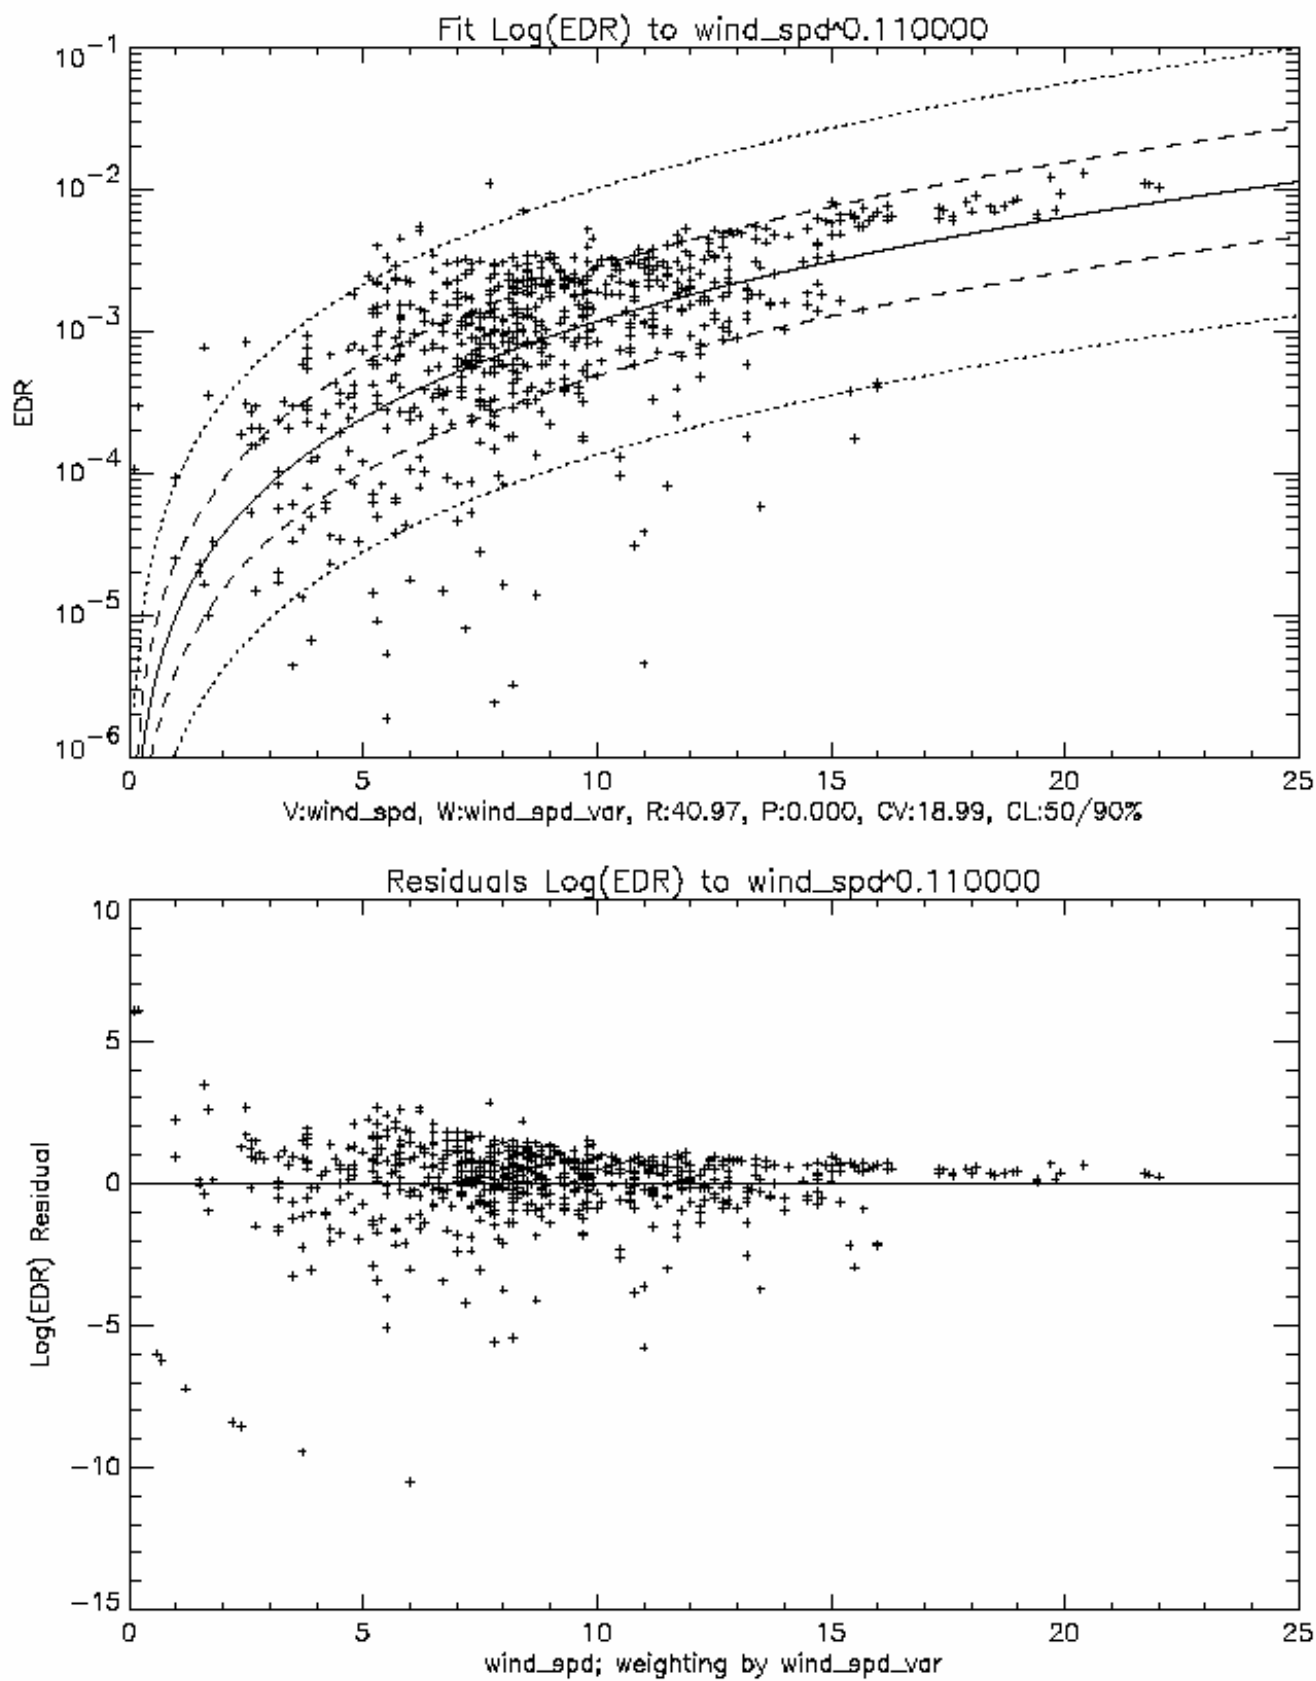 Fit Log(EDR) to wind_spd^0.110000
10^-1
10^-2
10^-3
10^-4
10^-5
10^-6
EDR
0 5 10 15 20 25
V:wind_spd, W:wind_spd_var, R:40.97, P:0.000, CV:18.99, CL:50/90%
Residuals Log(EDR) to wind_spd^0.110000
10
5
0
-5
-10
-15
Log(EDR) Residual
0 5 10 15 20 25
wind_spd; weighting by wind_spd_var